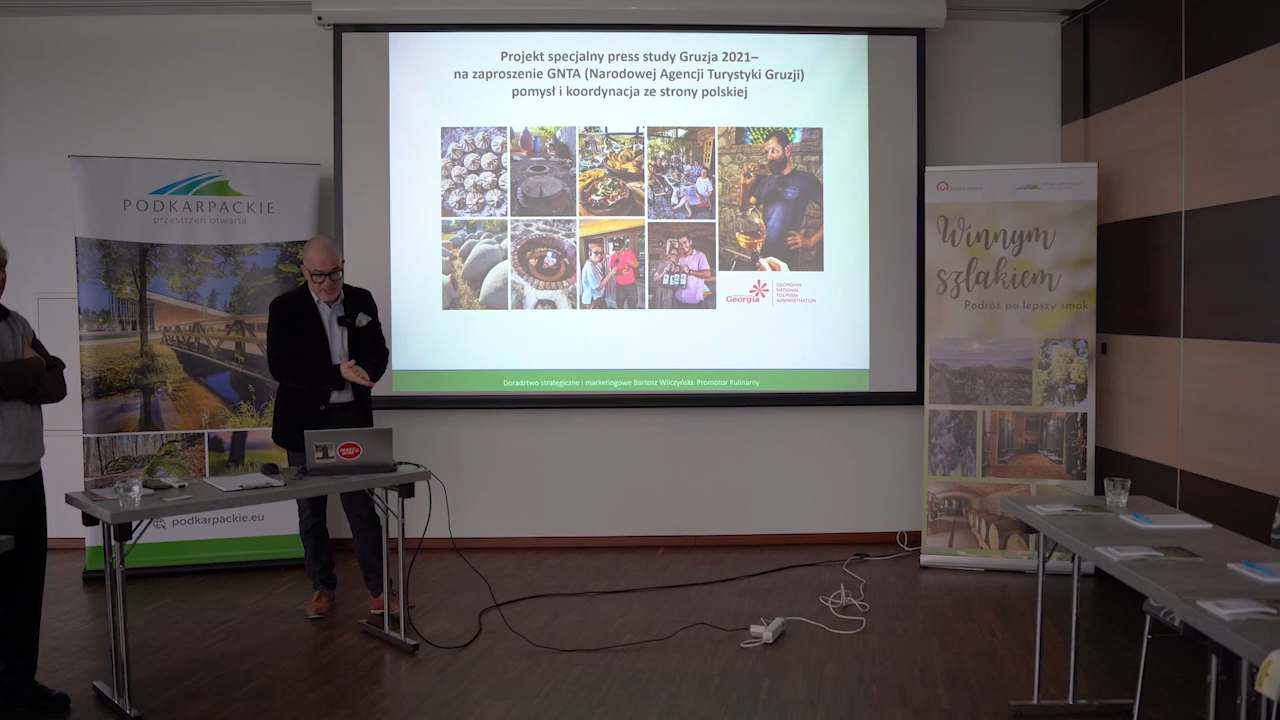 Projekt specjalny press study Gruzja 2021–
na zaproszenie GNTA (Narodowej Agencji Turystyki Gruzji)
pomysł i koordynacja ze strony polskiej
Georgia
GEORGIAN
NATIONAL
TOURISM
ADMINISTRATION
Doradztwo strategiczne i marketingowe Bartosz Wilczyński. Promotor Kulinarny
PODKARPACKIE
przestrzeń otwarta
podkarpackie.eu
Winnym
szlakiem
Podróż po lepszy smak